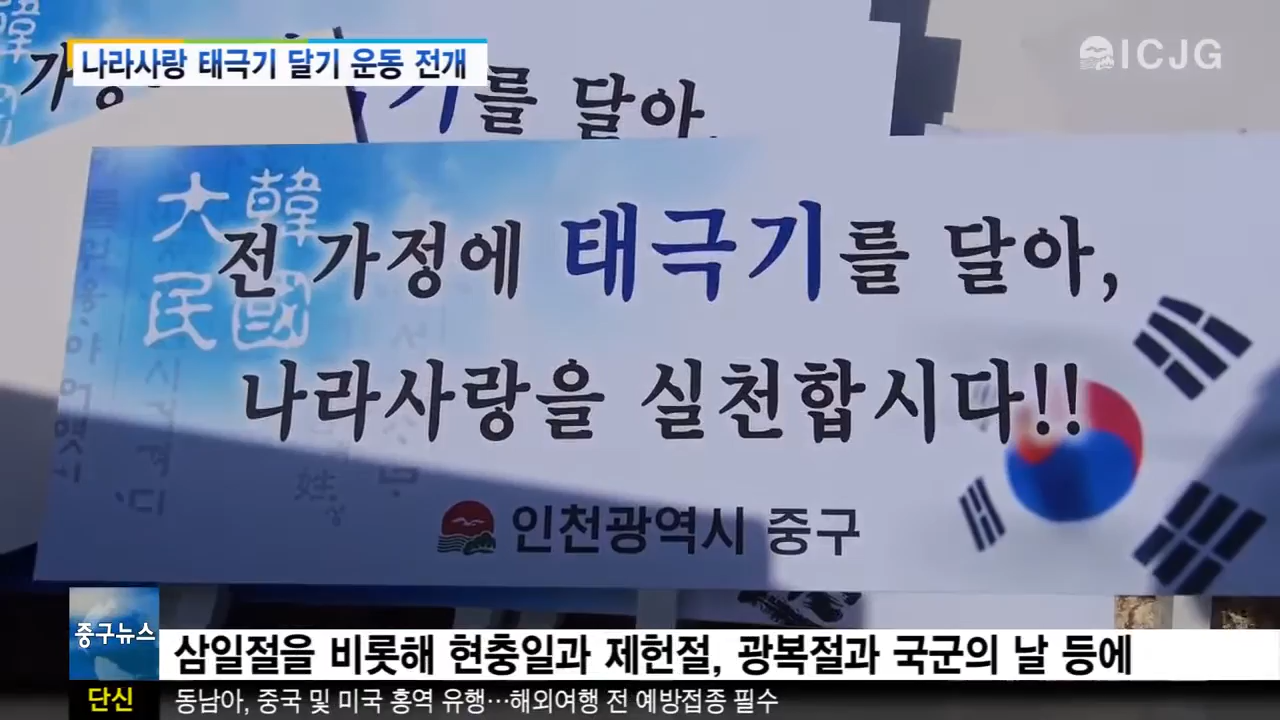 나라사랑 태극기 달기 운동 전개
ICJG
기를 달아,
大韓
民國
전 가정에 태극기를 달아,
나라사랑을 실천합시다!!
인천광역시 중구
중구뉴스
삼일절을 비롯해 현충일과 제헌절, 광복절과 국군의 날 등에
단신
동남아, 중국 및 미국 홍역 유행…해외여행 전 예방접종 필수